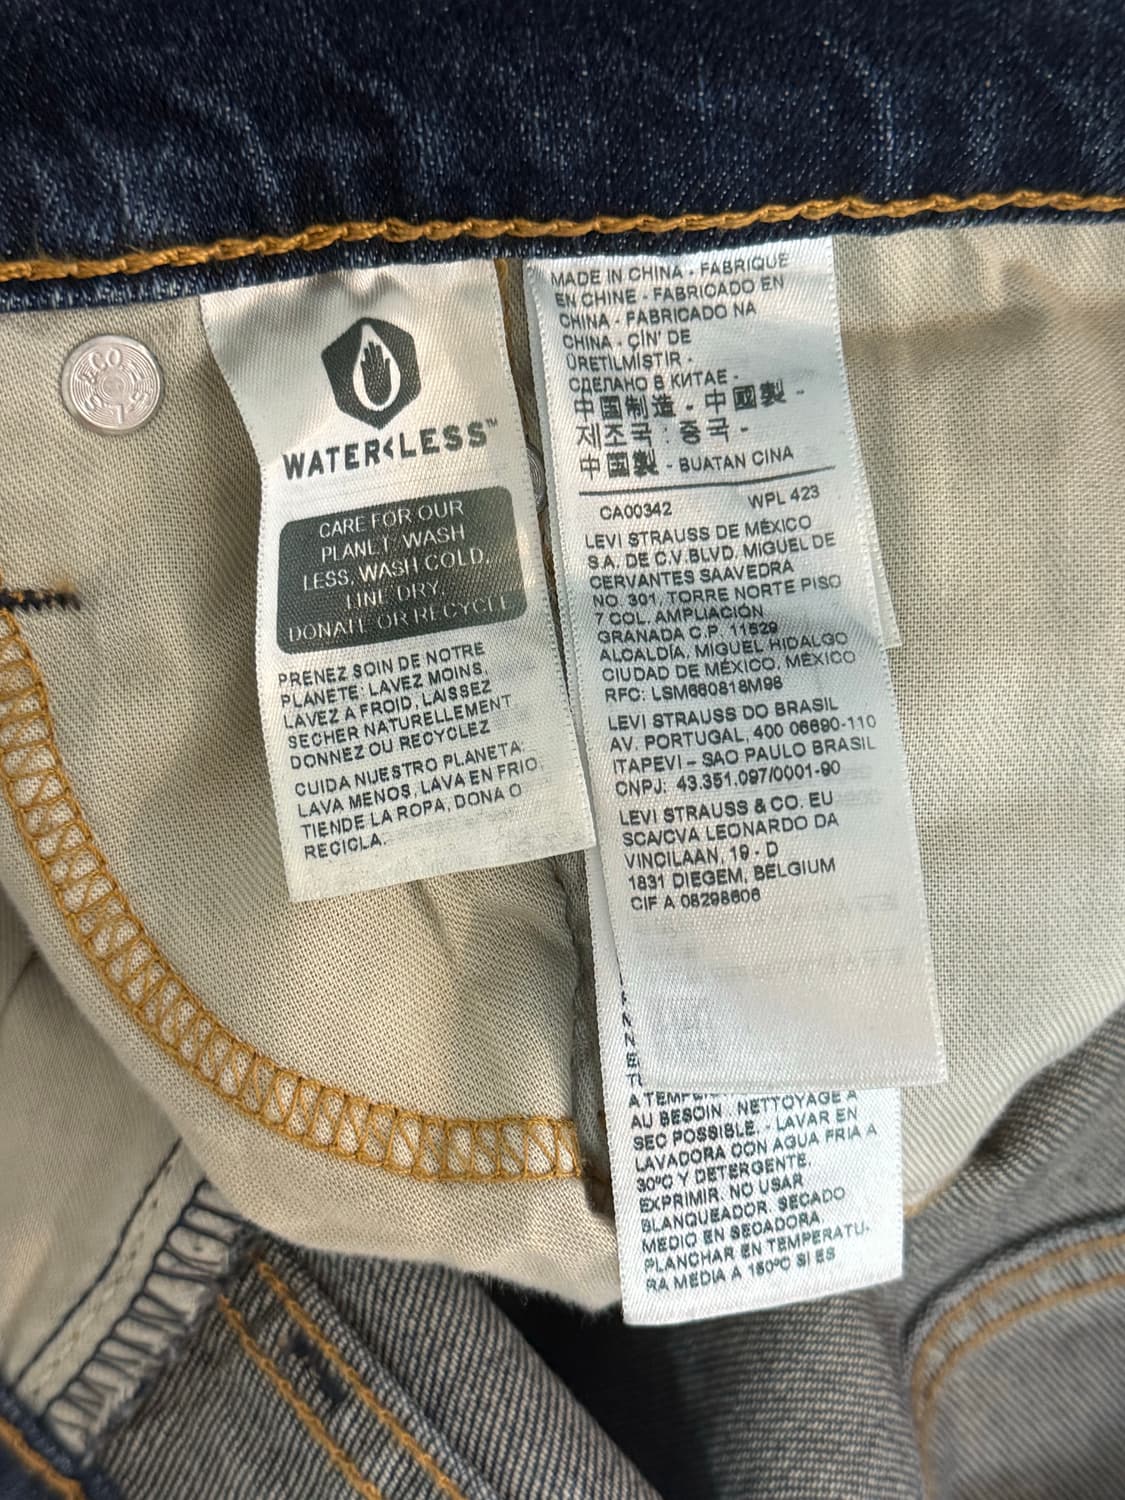 WATER<LESS™
CARE FOR OUR
PLANET: WASH
LESS, WASH COLD,
LINE DRY,
DONATE OR RECYCLE
PRENEZ SOIN DE NOTRE
PLANETE: LAVEZ MOINS,
LAVEZ A FROID, LAISSEZ
SECHER NATURELLEMENT
DONNEZ OU RECYCLEZ
CUIDA NUESTRO PLANETA:
LAVA MENOS, LAVA EN FRIO,
TIENDE LA ROPA, DONA O
RECICLA.
MADE IN CHINA - FABRIQUE
EN CHINE - FABRICADO EN
CHINA - FABRICADO NA
CHINA - ÇIN' DE
ÜRETILMISTIR -
СДЕЛАНО В КИТАЕ -
中国制造 - 中國製 -
제조국 : 중국 -
中國製 - BUATAN CINA
CA00342 WPL 423
LEVI STRAUSS DE MÉXICO
S.A. DE C.V.BLVD. MIGUEL DE
CERVANTES SAAVEDRA
NO. 301, TORRE NORTE PISO
7 COL. AMPLIACIÓN
GRANADA C.P. 11529
ALCALDÍA, MIGUEL HIDALGO
CIUDAD DE MÉXICO, MÉXICO
RFC: LSM660818M98
LEVI STRAUSS DO BRASIL
AV. PORTUGAL, 400 06690-110
ITAPEVI – SAO PAULO BRASIL
CNPJ: 43.351.097/0001-90
LEVI STRAUSS & CO. EU
SCA/CVA LEONARDO DA
VINCILAAN, 19 - D
1831 DIEGEM, BELGIUM
CIF A 08298606
AU BESOIN. NETTOYAGE A
SEC POSSIBLE. - LAVAR EN
LAVADORA CON AGUA FRIA A
30ºC Y DETERGENTE.
EXPRIMIR. NO USAR
BLANQUEADOR. SECADO
MEDIO EN SECADORA.
PLANCHAR EN TEMPERATU-
RA MEDIA A 150ºC SI ES